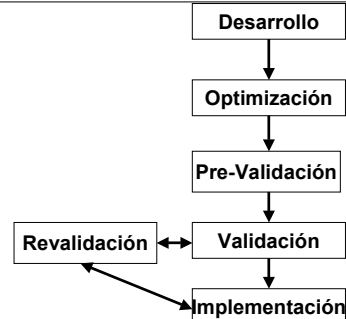 Desarrollo
Optimización
Pre-Validación
Revalidación
Validación
Implementación